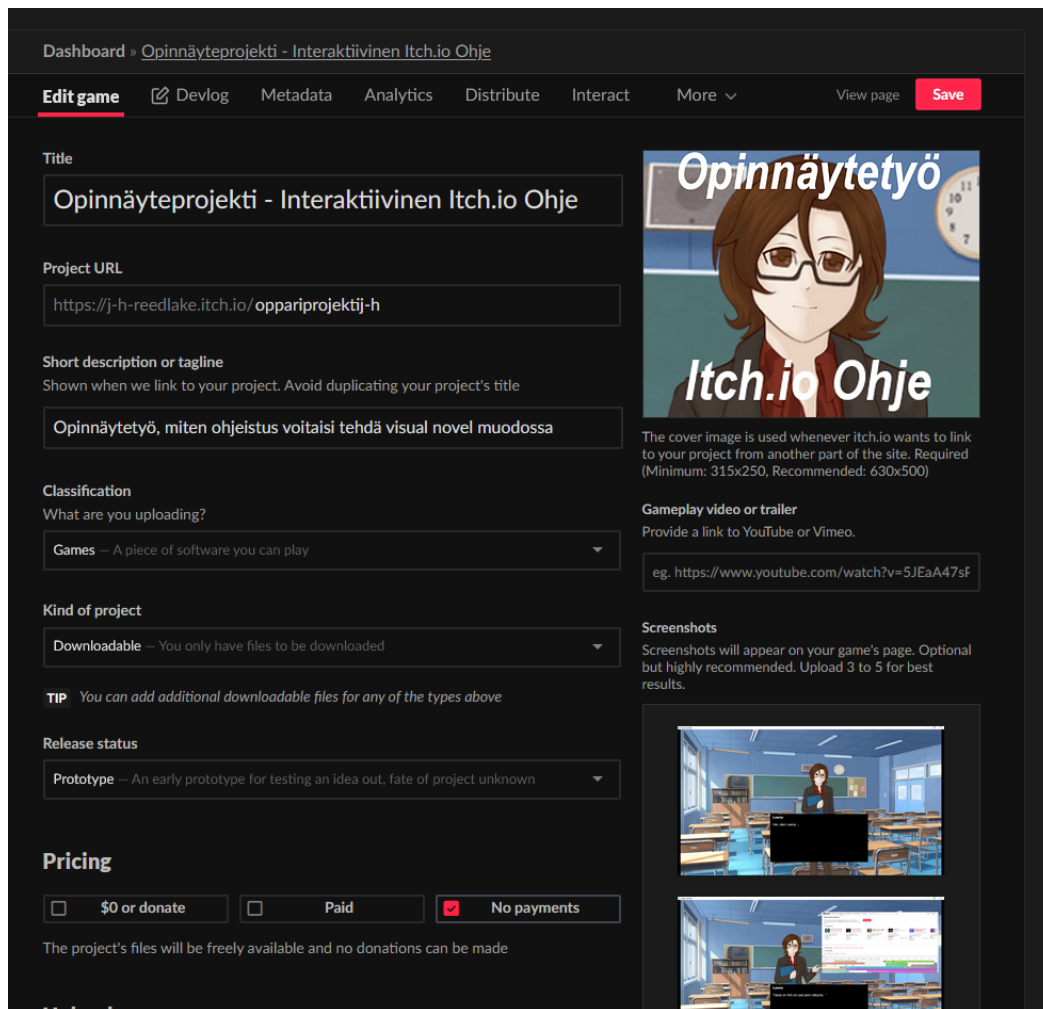 Dashboard » Opinnäyteprojekti - Interaktiivinen Itch.io Ohje
Edit game
Devlog
Metadata
Analytics
Distribute
Interact
More
View page
Save
Title
Opinnäyteprojekti - Interaktiivinen Itch.io Ohje
Project URL
https://j-h-reedlake.itch.io/oppariprojektij-h
Short description or tagline
Shown when we link to your project. Avoid duplicating your project's title
Opinnäytetyö, miten ohjeistus voitaisi tehdä visual novel muodossa
Classification
What are you uploading?
Games — A piece of software you can play
Kind of project
Downloadable — You only have files to be downloaded
TIP You can add additional downloadable files for any of the types above
Release status
Prototype — An early prototype for testing an idea out, fate of project unknown
Pricing
$0 or donate
Paid
No payments
The project's files will be freely available and no donations can be made
Opinnäytetyö
11
10
9
8
7
Itch.io Ohje
The cover image is used whenever itch.io wants to link
to your project from another part of the site. Required
(Minimum: 315x250, Recommended: 630x500)
Gameplay video or trailer
Provide a link to YouTube or Vimeo.
eg. https://www.youtube.com/watch?v=5JEaA47sF
Screenshots
Screenshots will appear on your game's page. Optional
but highly recommended. Upload 3 to 5 for best
results.